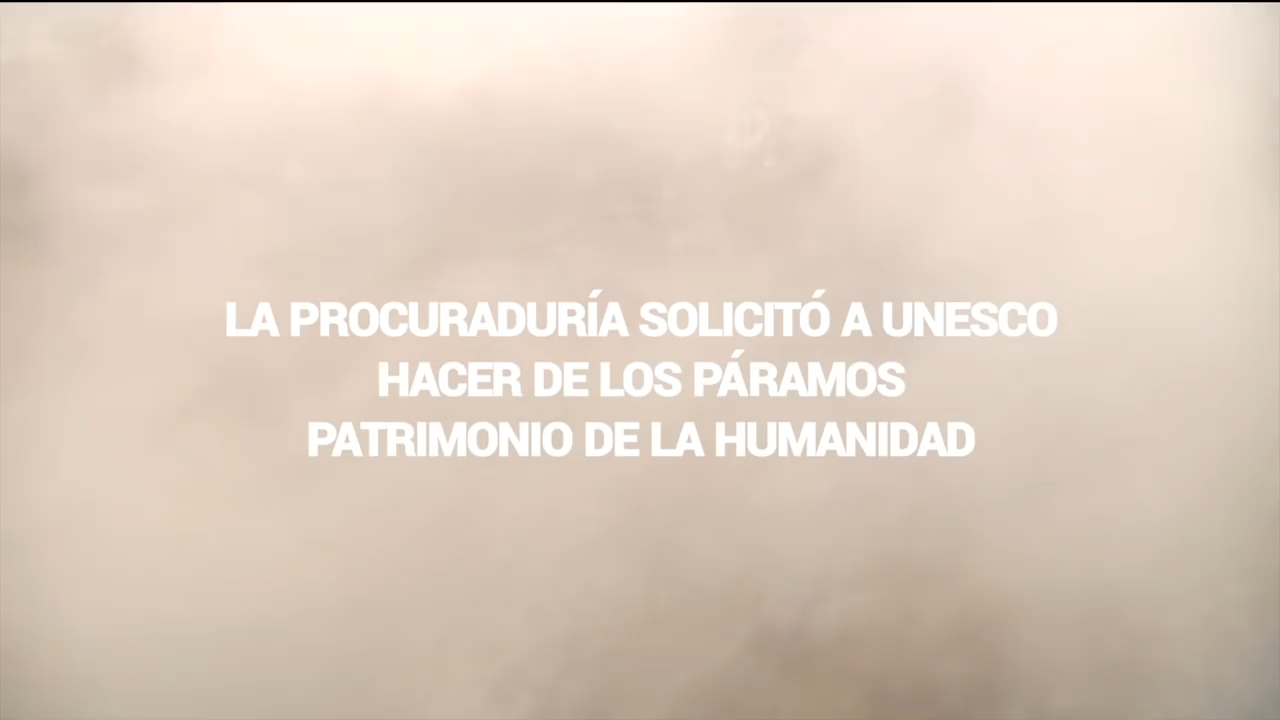 LA PROCURADURÍA SOLICITÓ A UNESCO
HACER DE LOS PÁRAMOS
PATRIMONIO DE LA HUMANIDAD